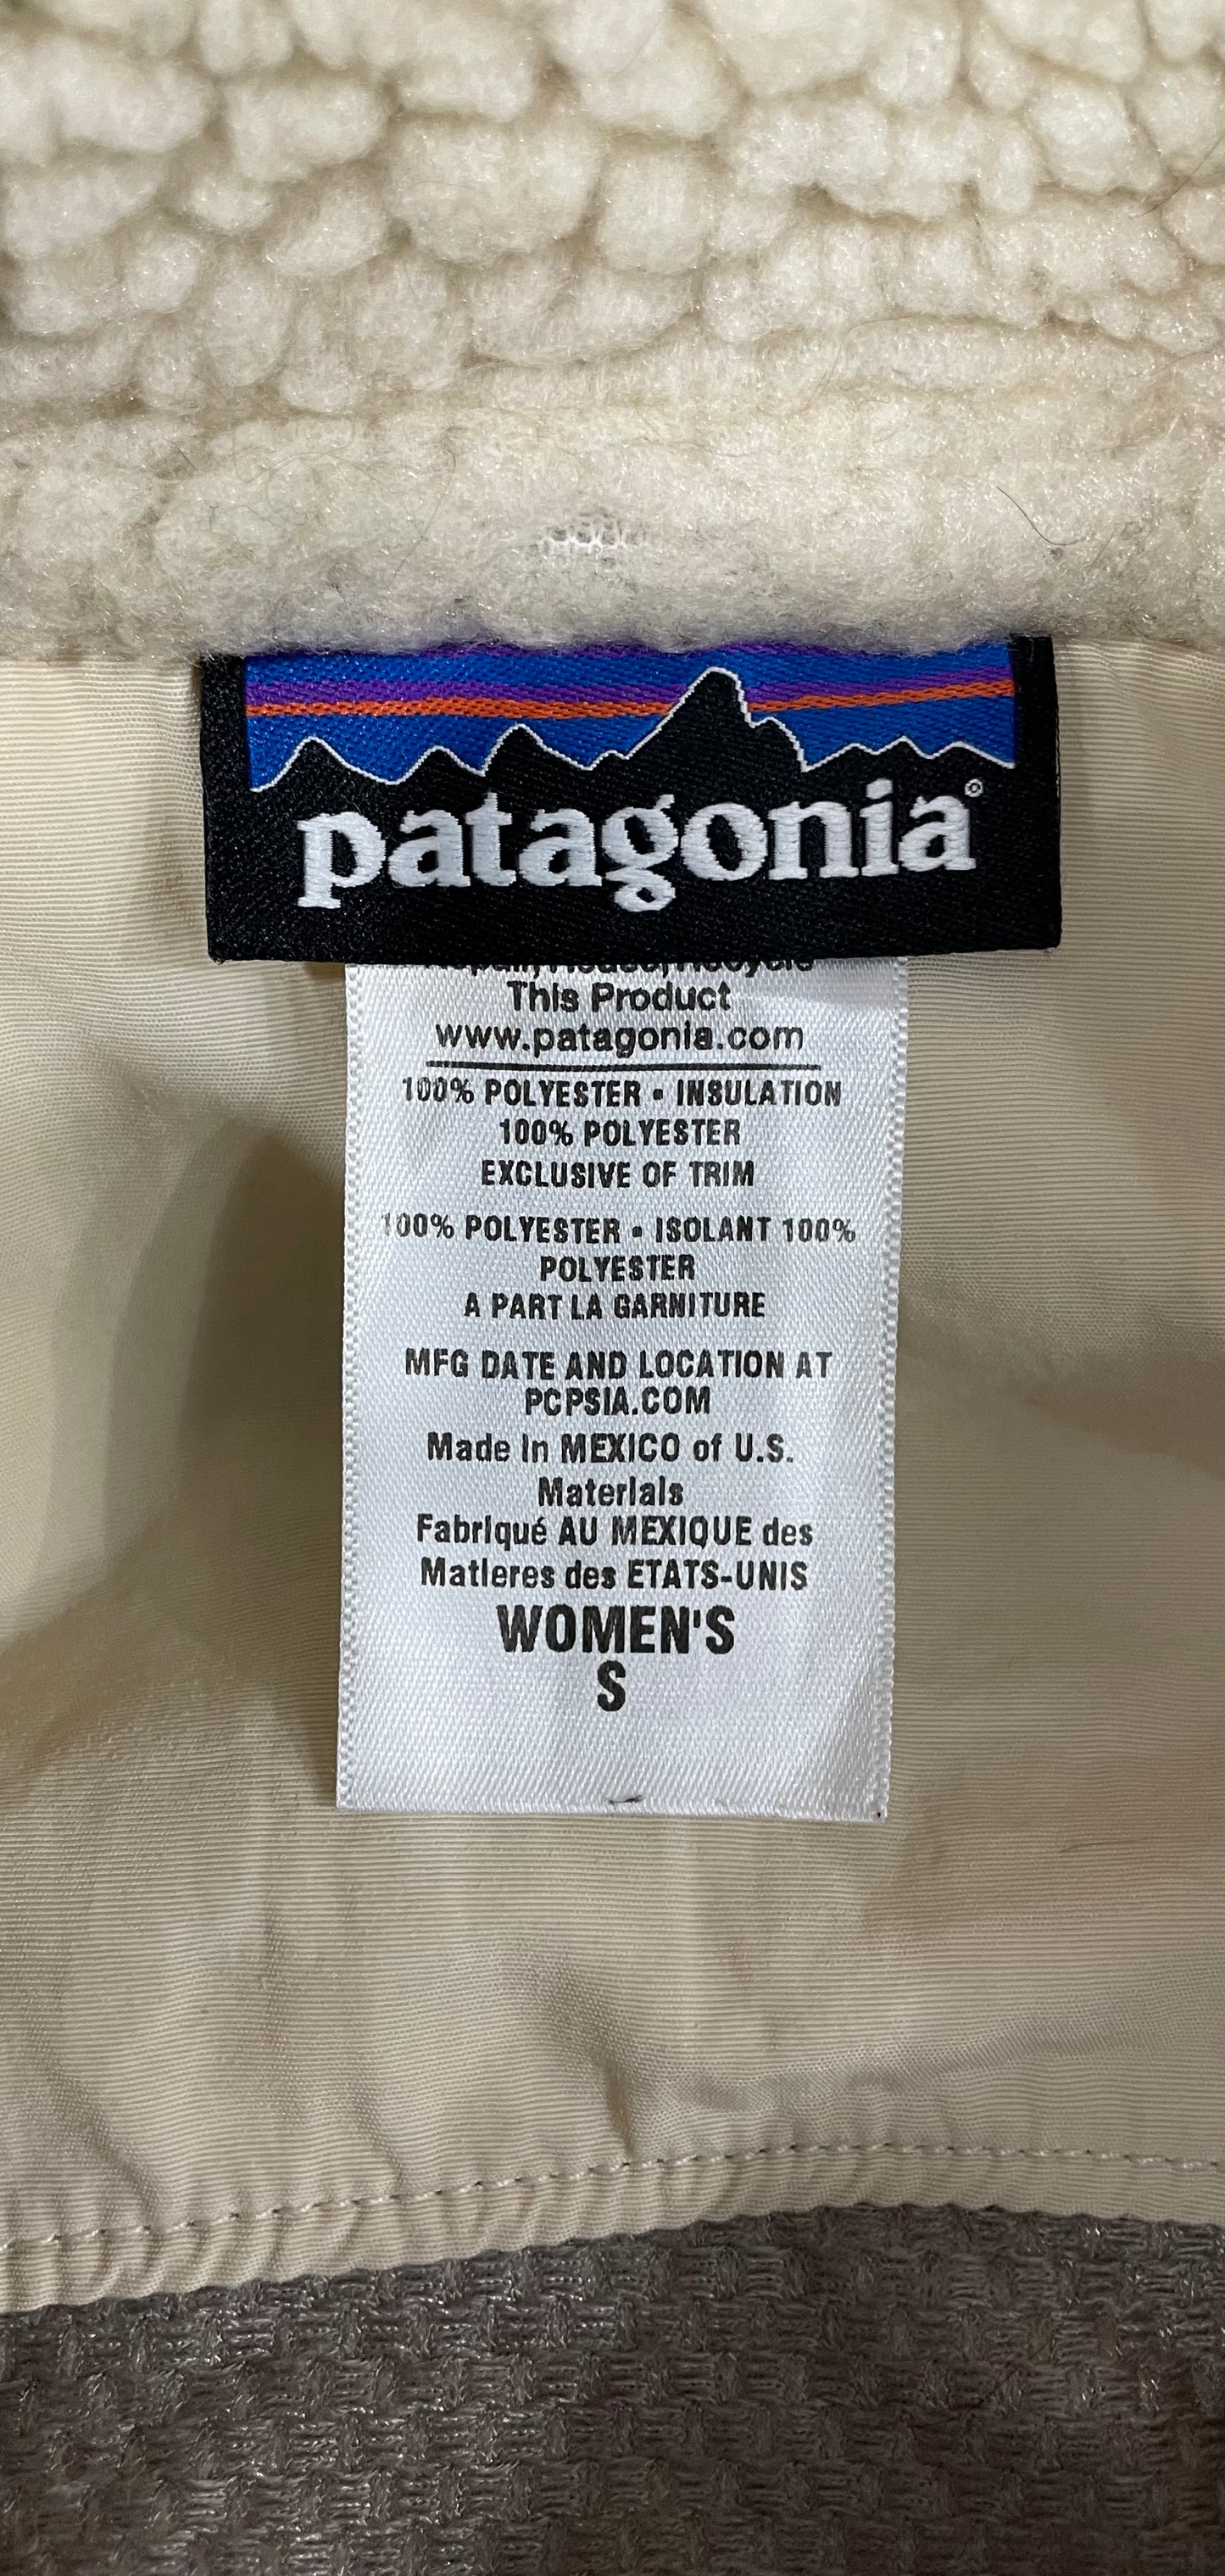 patagonia®
This Product
www.patagonia.com
100% POLYESTER • INSULATION
100% POLYESTER
EXCLUSIVE OF TRIM
100% POLYESTER • ISOLANT 100%
POLYESTER
A PART LA GARNITURE
MFG DATE AND LOCATION AT
PCPSIA.COM
Made in MEXICO of U.S.
Materials
Fabriqué AU MEXIQUE des
Matieres des ETATS-UNIS
WOMEN'S
S